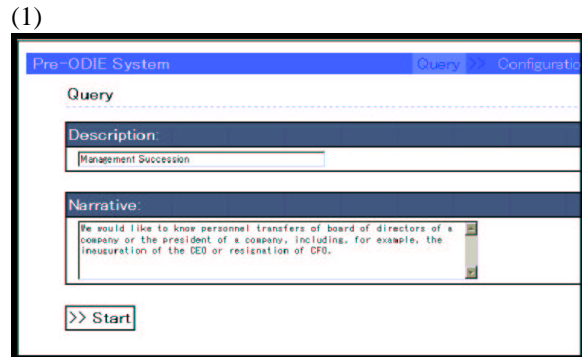 (1)
Pre-ODIE System Query >> Configuratio
Query
Description:
Management Succession
Narrative:
We would like to know personnel transfers of board of directors of a
company or the president of a company, including, for example, the
inauguration of the CEO or resignation of CFO.
>> Start